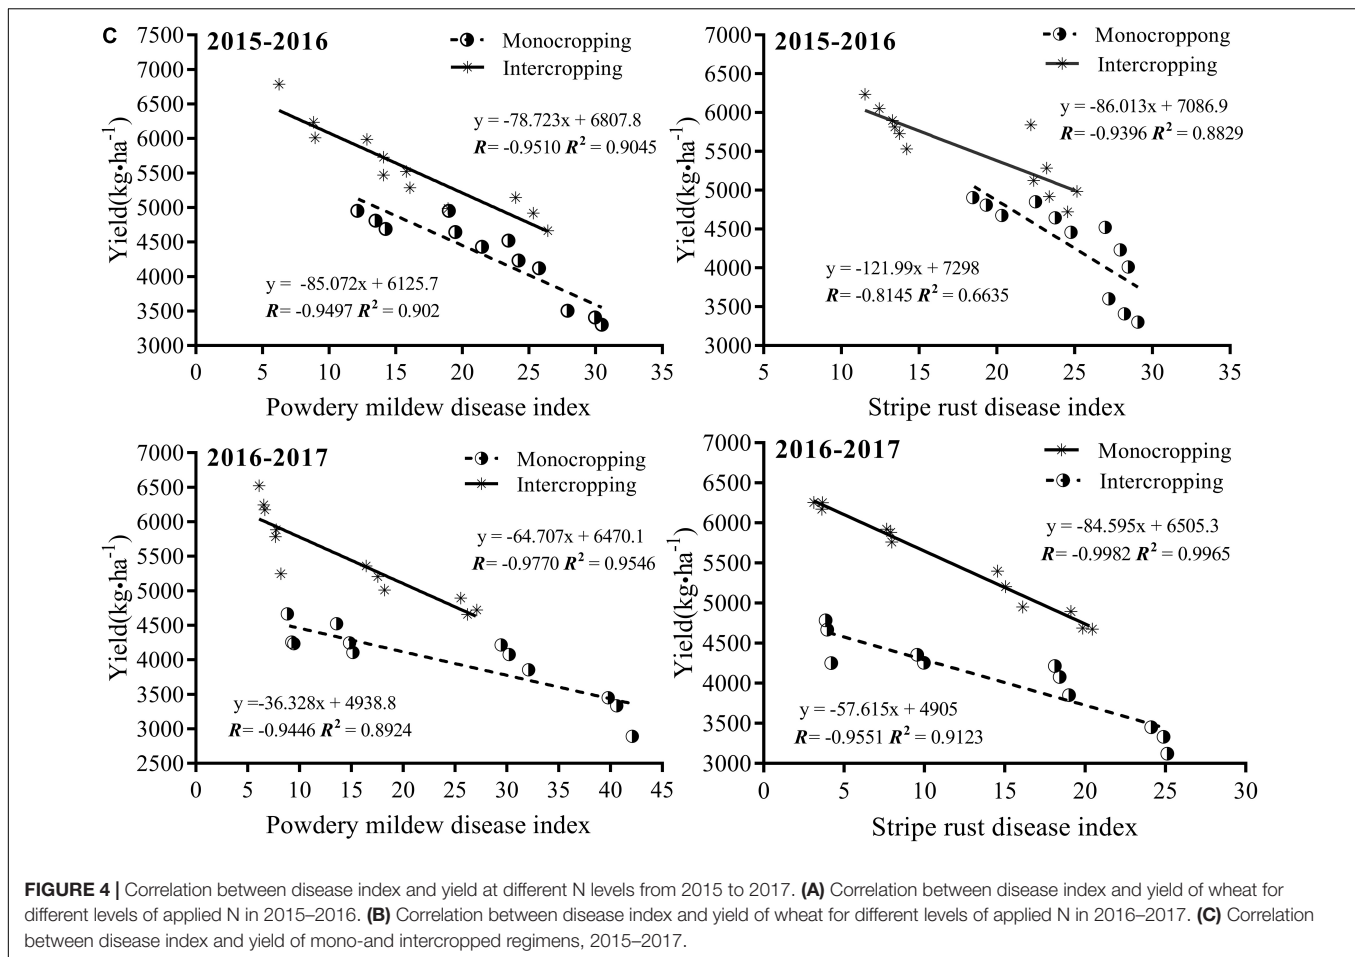 C
2015-2016
Monocropping
Intercropping
y = -78.723x + 6807.8
R= -0.9510 R² = 0.9045
y = -85.072x + 6125.7
R= -0.9497 R² = 0.902
Yield(kg•ha⁻¹)
7500
7000
6500
6000
5500
5000
4500
4000
3500
3000
0 5 10 15 20 25 30 35
Powdery mildew disease index
2015-2016
Monocroppong
Intercropping
y = -86.013x + 7086.9
R= -0.9396 R² = 0.8829
y = -121.99x + 7298
R= -0.8145 R² = 0.6635
Yield(kg•ha⁻¹)
7000
6500
6000
5500
5000
4500
4000
3500
3000
5 10 15 20 25 30 35
Stripe rust disease index
2016-2017
Monocropping
Intercropping
y = -64.707x + 6470.1
R= -0.9770 R² = 0.9546
y =-36.328x + 4938.8
R= -0.9446 R² = 0.8924
Yield(kg•ha⁻¹)
7000
6500
6000
5500
5000
4500
4000
3500
3000
2500
0 5 10 15 20 25 30 35 40 45
Powdery mildew disease index
2016-2017
Monocropping
Intercropping
y = -84.595x + 6505.3
R= -0.9982 R² = 0.9965
y = -57.615x + 4905
R= -0.9551 R² = 0.9123
Yield(kg•ha⁻¹)
7000
6500
6000
5500
5000
4500
4000
3500
3000
0 5 10 15 20 25 30
Stripe rust disease index
FIGURE 4 | Correlation between disease index and yield at different N levels from 2015 to 2017. (A) Correlation between disease index and yield of wheat for
different levels of applied N in 2015–2016. (B) Correlation between disease index and yield of wheat for different levels of applied N in 2016–2017. (C) Correlation
between disease index and yield of mono-and intercropped regimens, 2015–2017.